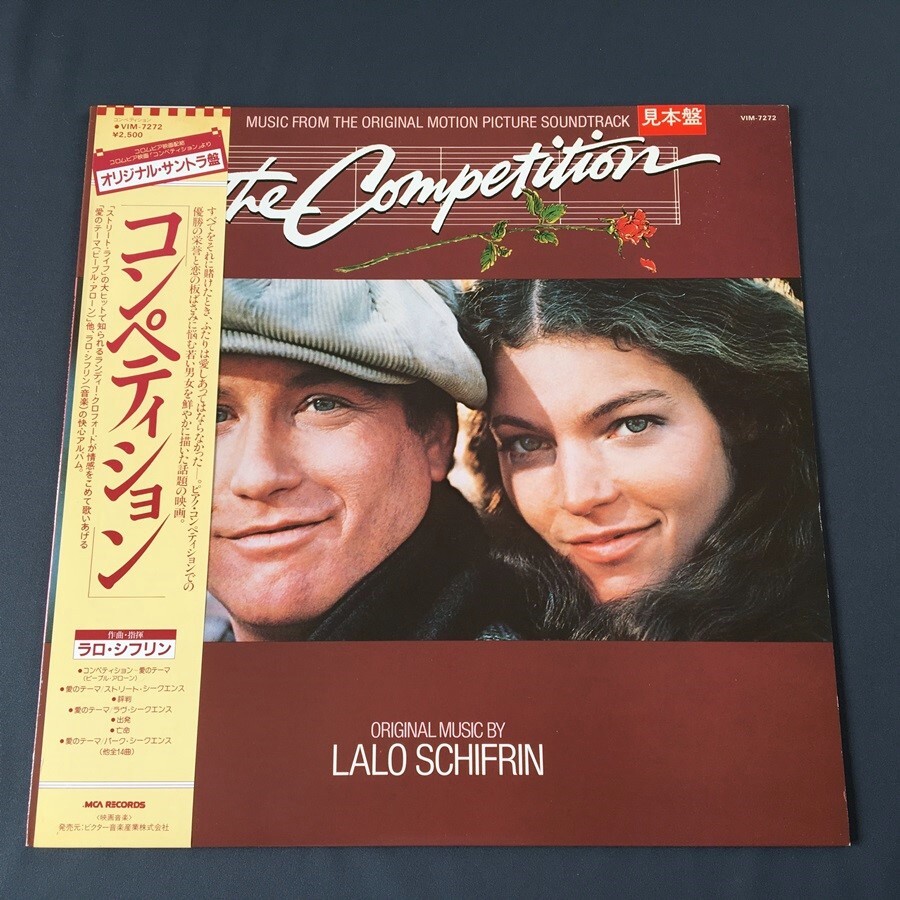 コンペティション
●VIM-7272
¥2,500
コロムビア映画配給
コロムビア映画「コンペティション」より
オリジナル・サントラ盤
MUSIC FROM THE ORIGINAL MOTION PICTURE SOUNDTRACK
見本盤
VIM-7272
The Competition
すべてをそれに賭けたとき、ふたりは愛しあってはならなかった──。ピアノ・コンペティションでの
優勝の栄誉と恋の板ばさみに悩む若い男女を鮮やかに描いた話題の映画。
コンペティション
「ストリート・ライフ」の大ヒットで知られるランディ・クロフォードが情感をこめて歌いあげる
「愛のテーマ(ピープル・アローン)」他、ラロ・シフリン(音楽)の快心アルバム。
作曲・指揮
ラロ・シフリン
●コンペティション-愛のテーマ
(ピープル・アローン)
●愛のテーマ/ストリート・シークエンス
●評判
●愛のテーマ/ラヴ・シークエンス
●出発
●亡命
●愛のテーマ/パーク・シークエンス
(他全14曲)
MCA RECORDS
〈映画音楽〉
発売元:ビクター音楽産業株式会社
ORIGINAL MUSIC BY
LALO SCHIFRIN